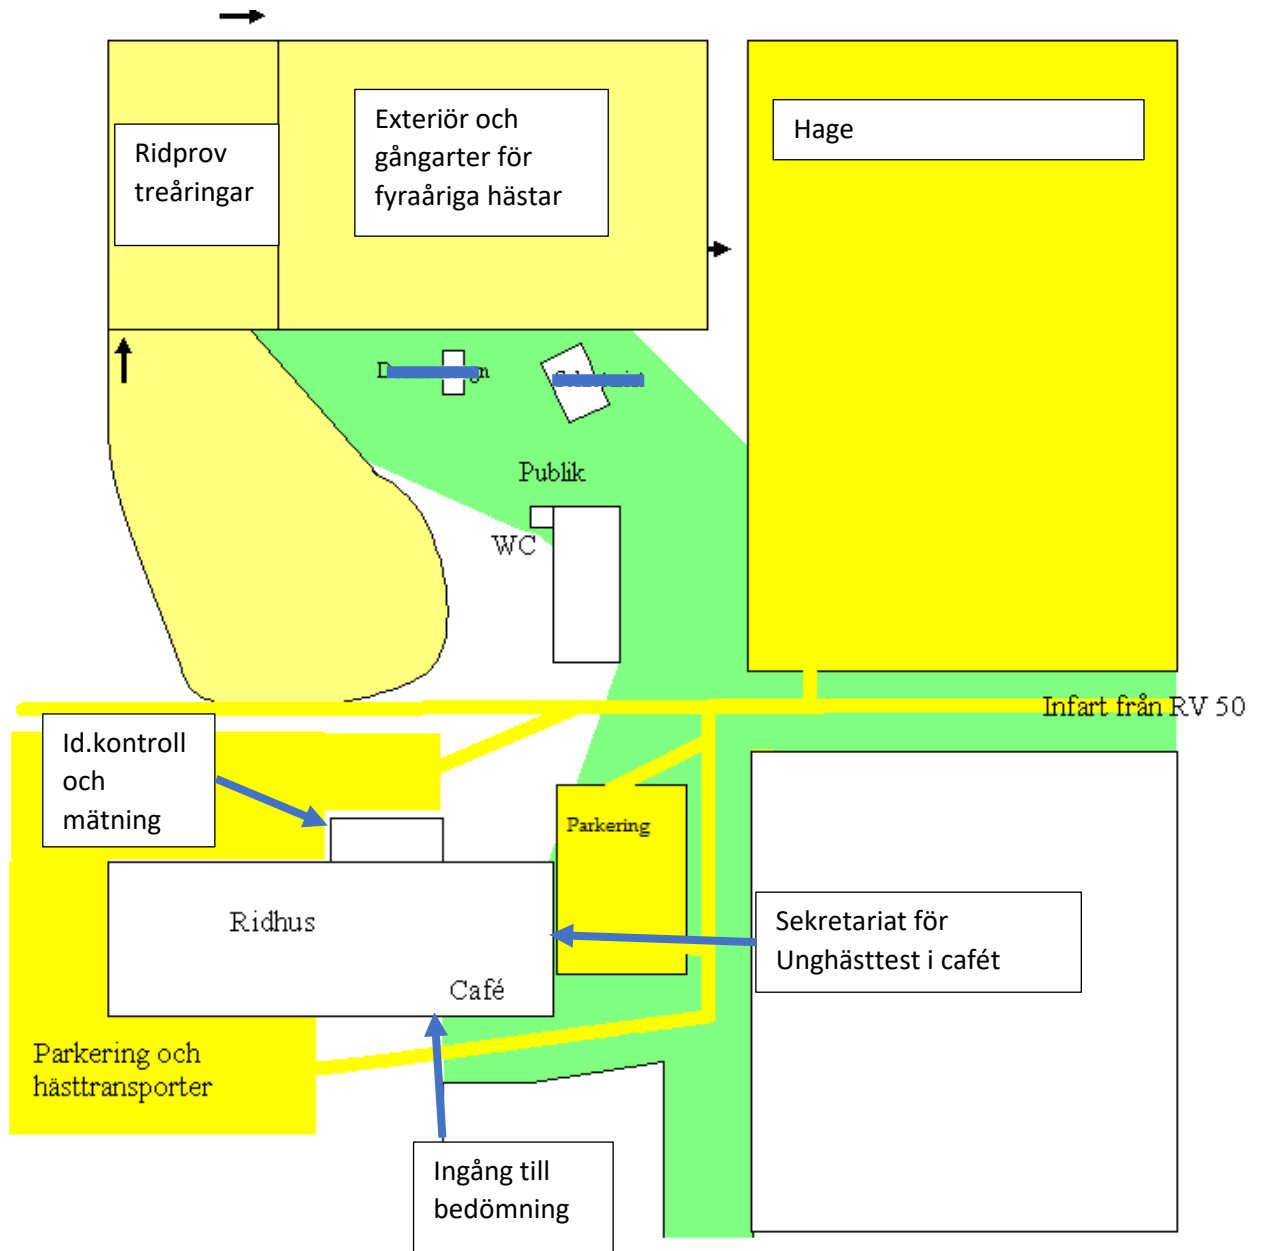 Ridprov
treåringar
Exteriör och
gångarter för
fyraåriga hästar
Hage
Publik
WC
Infart från RV 50
Id.kontroll
och
mätning
Parkering
Ridhus
Café
Sekretariat för
Unghästtest i cafét
Parkering och
hästtransporter
Ingång till
bedömning